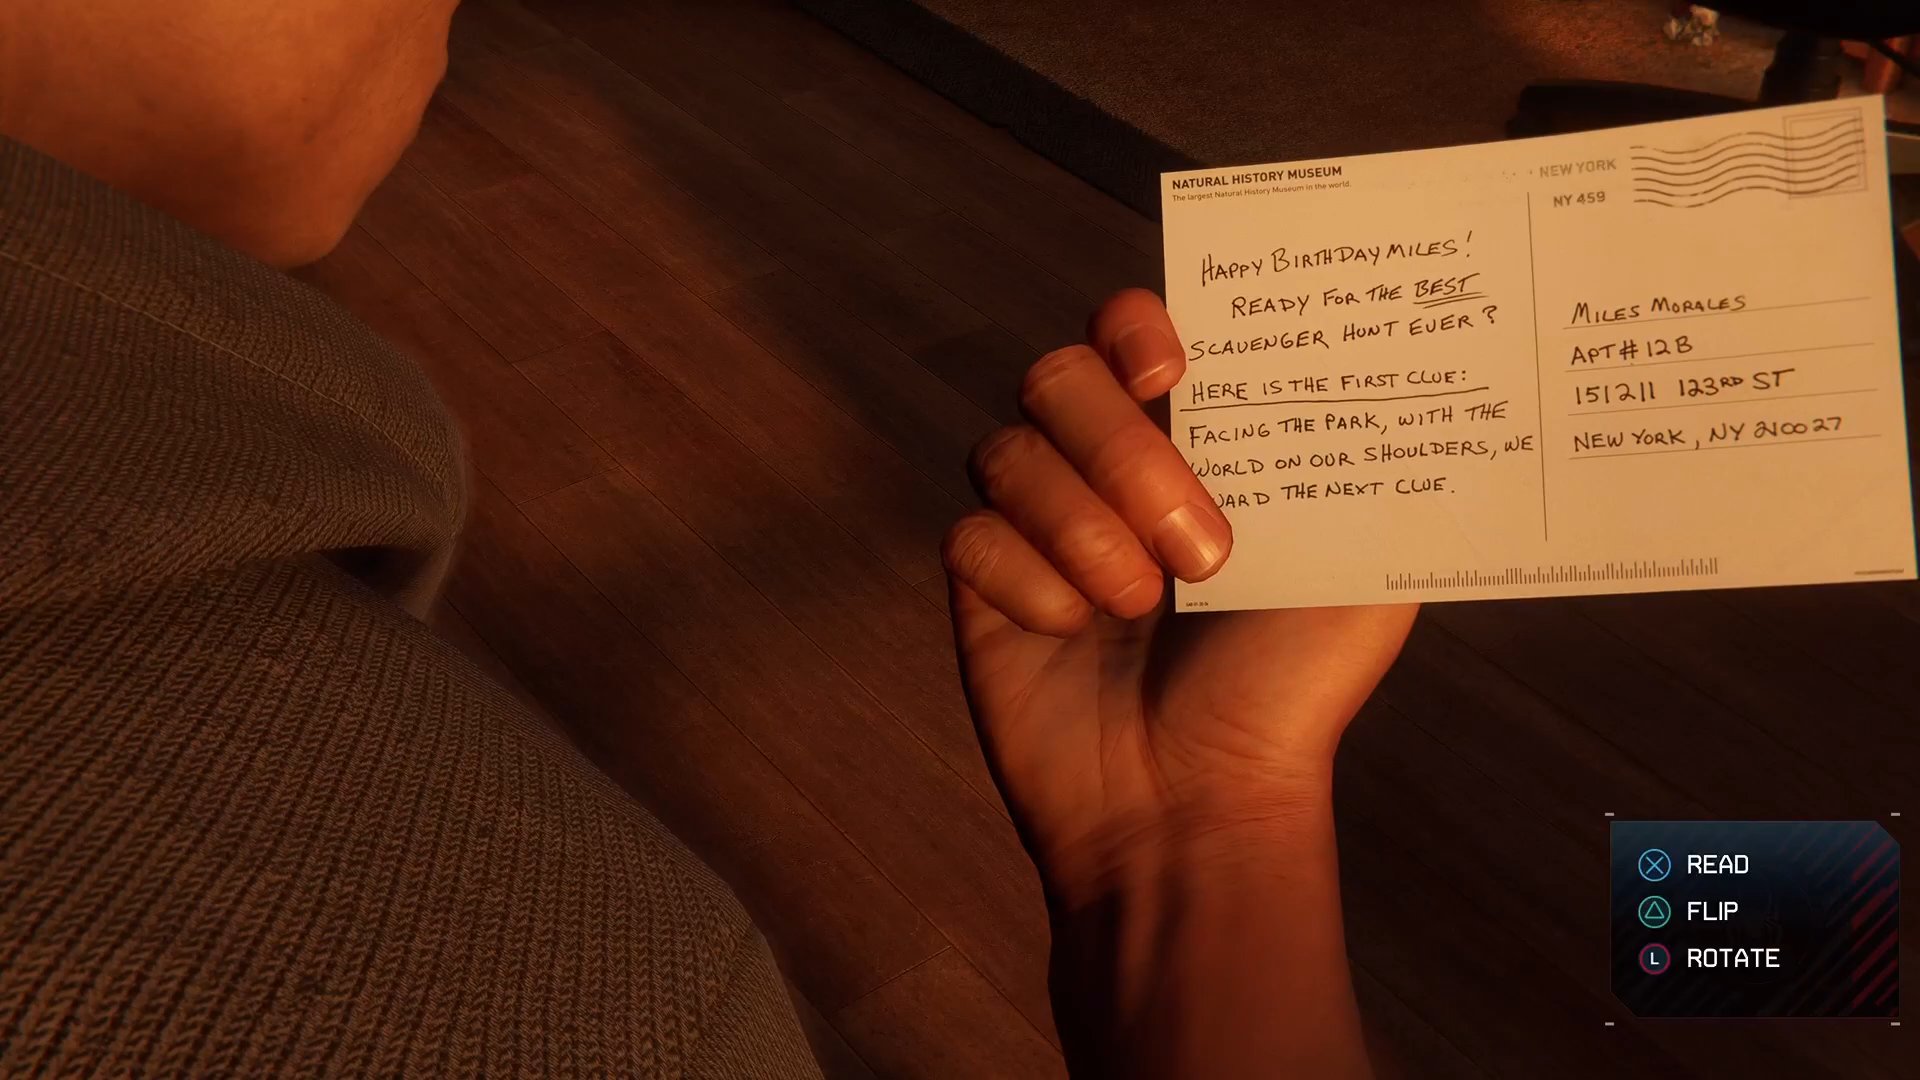 NATURAL HISTORY MUSEUM
The largest Natural History Museum in the world.
HAPPY BIRTHDAY MILES!
READY FOR THE BEST
SCAVENGER HUNT EVER?
HERE IS THE FIRST CLUE:
FACING THE PARK, WITH THE
WORLD ON OUR SHOULDERS, WE
THE NEXT CLUE.
NEW YORK
NY 459
MILES MORALES
APT # 12B
151211 123RD ST
NEW YORK, NY 210027
READ
FLIP
L ROTATE